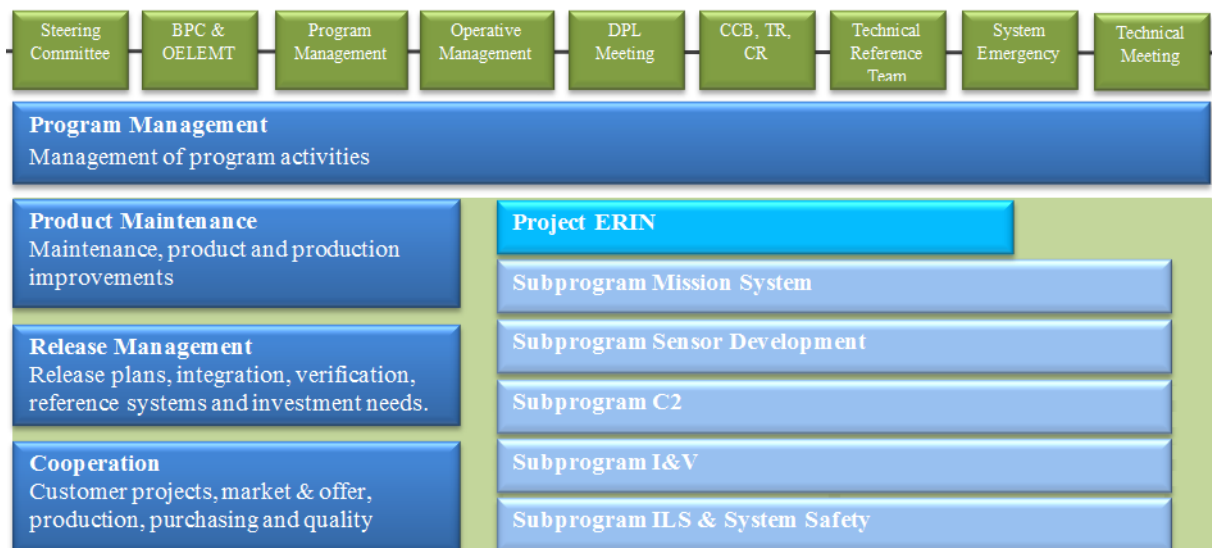 Steering
Committee
BPC &
OELEMT
Program
Management
Operative
Management
DPL
Meeting
CCB, TR,
CR
Technical
Reference
Team
System
Emergency
Technical
Meeting
Program Management
Management of program activities
Product Maintenance
Maintenance, product and production
improvements
Release Management
Release plans, integration, verification,
reference systems and investment needs.
Cooperation
Customer projects, market & offer,
production, purchasing and quality
Project ERIN
Subprogram Mission System
Subprogram Sensor Development
Subprogram C2
Subprogram I&V
Subprogram ILS & System Safety